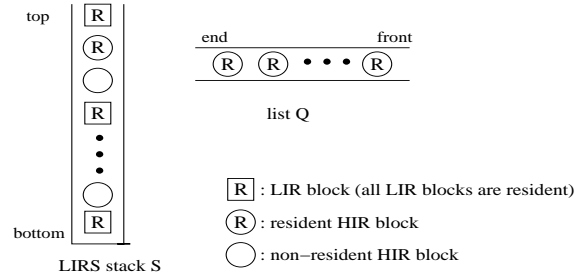 top
R
R
R
R
bottom
LIRS stack S
end front
R R R
list Q
R : LIR block (all LIR blocks are resident)
R : resident HIR block
: non−resident HIR block